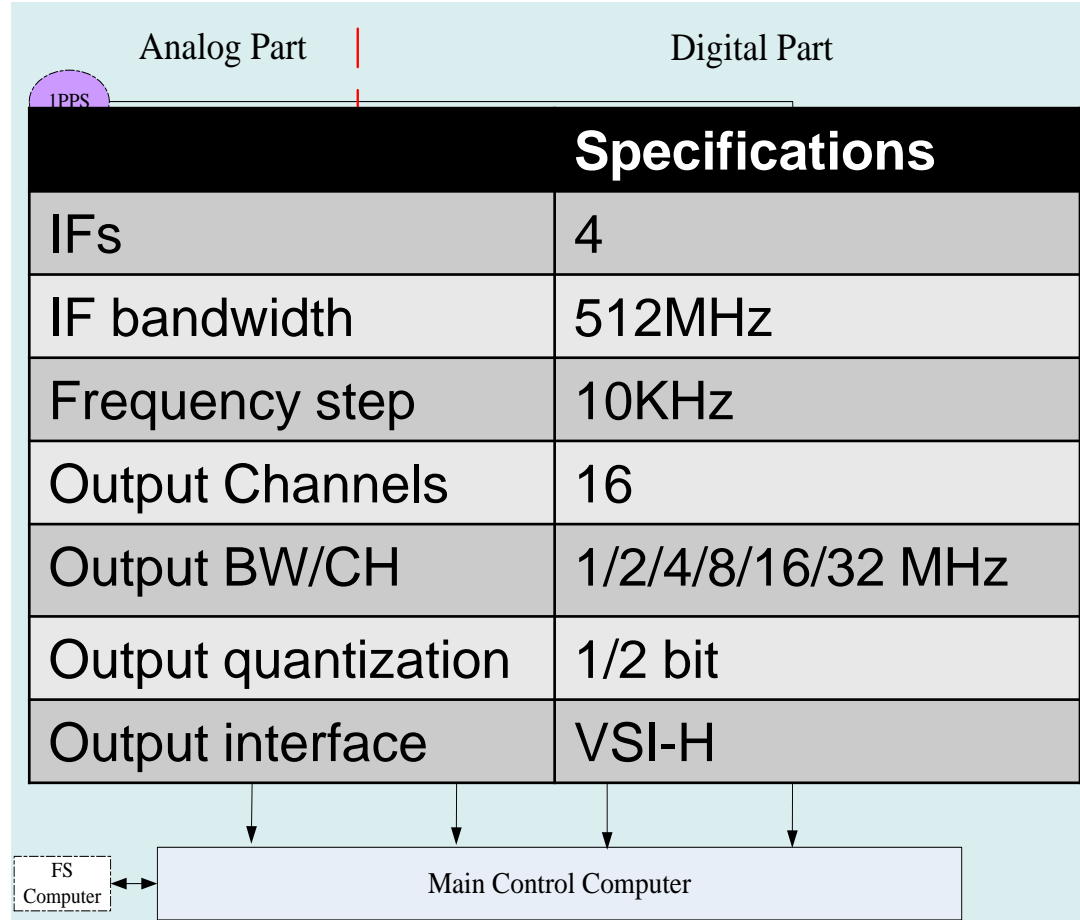 Analog Part Digital Part
1PPS
Specifications
IFs 4
IF bandwidth 512MHz
Frequency step 10KHz
Output Channels 16
Output BW/CH 1/2/4/8/16/32 MHz
Output quantization 1/2 bit
Output interface VSI-H
FS
Computer
Main Control Computer